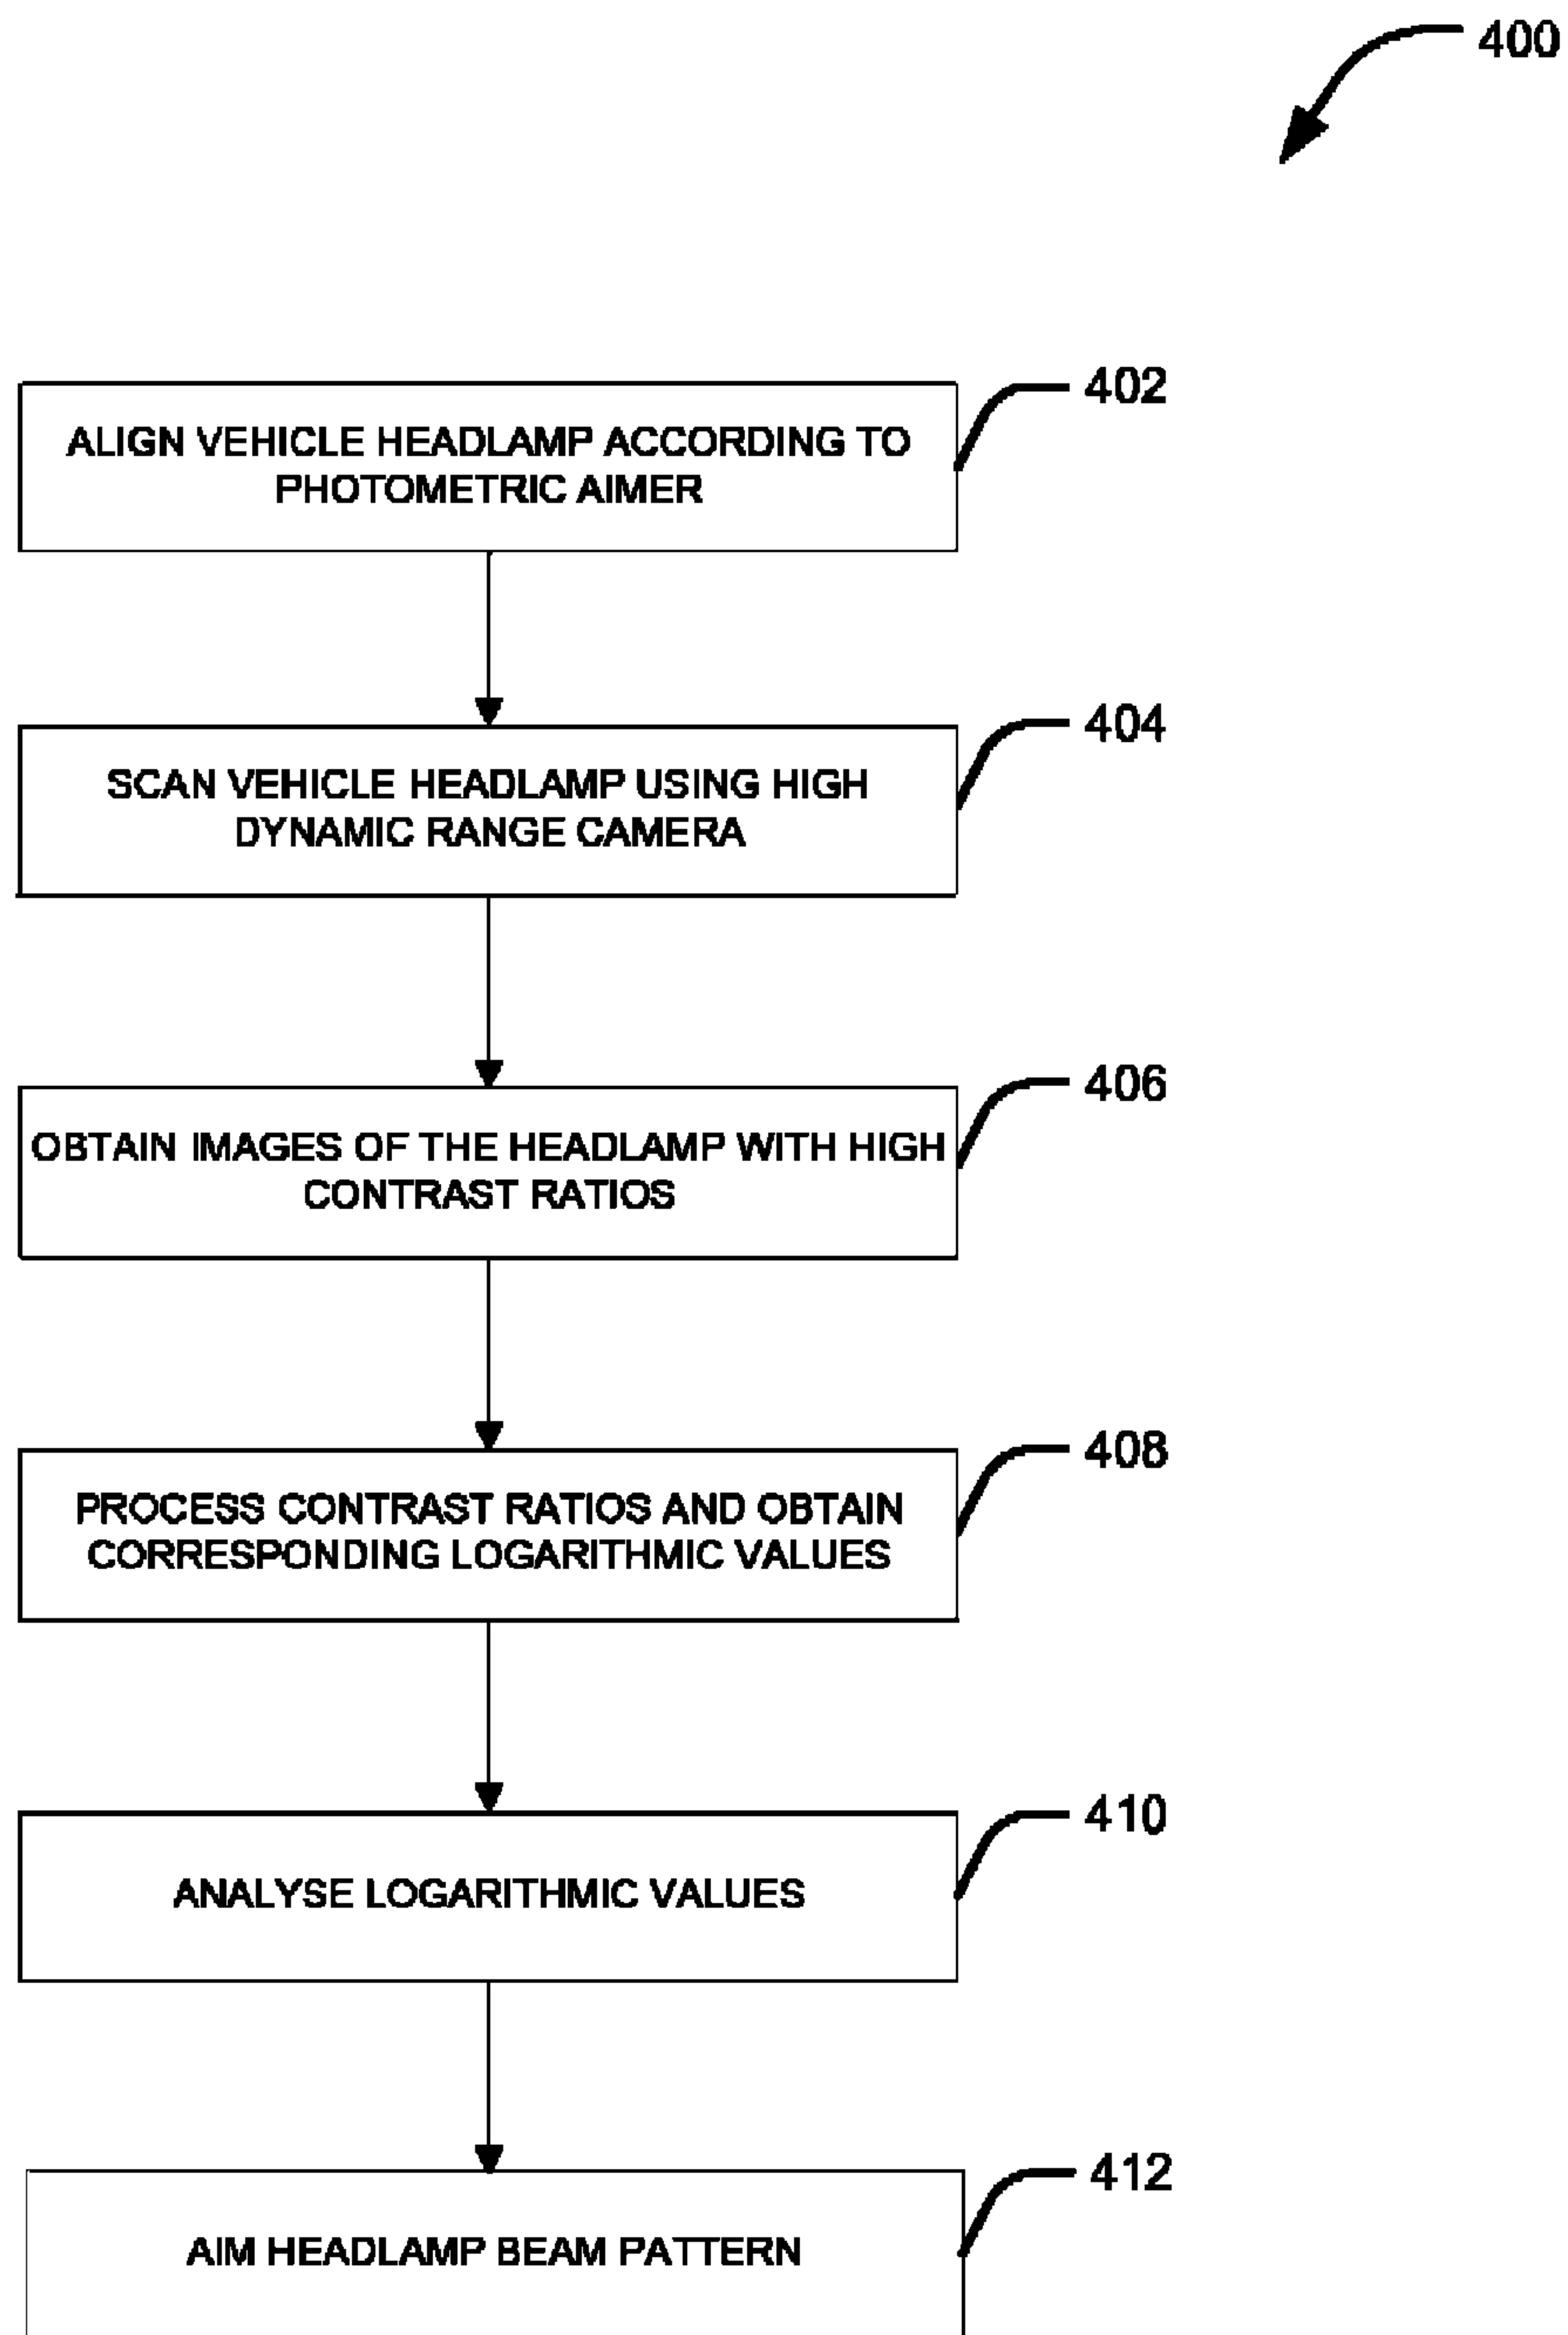 400
402
ALIGN VEHICLE HEADLAMP ACCORDING TO
PHOTOMETRIC AIMER
404
SCAN VEHICLE HEADLAMP USING HIGH
DYNAMIC RANGE CAMERA
406
OBTAIN IMAGES OF THE HEADLAMP WITH HIGH
CONTRAST RATIOS
408
PROCESS CONTRAST RATIOS AND OBTAIN
CORRESPONDING LOGARITHMIC VALUES
410
ANALYSE LOGARITHMIC VALUES
412
AIM HEADLAMP BEAM PATTERN